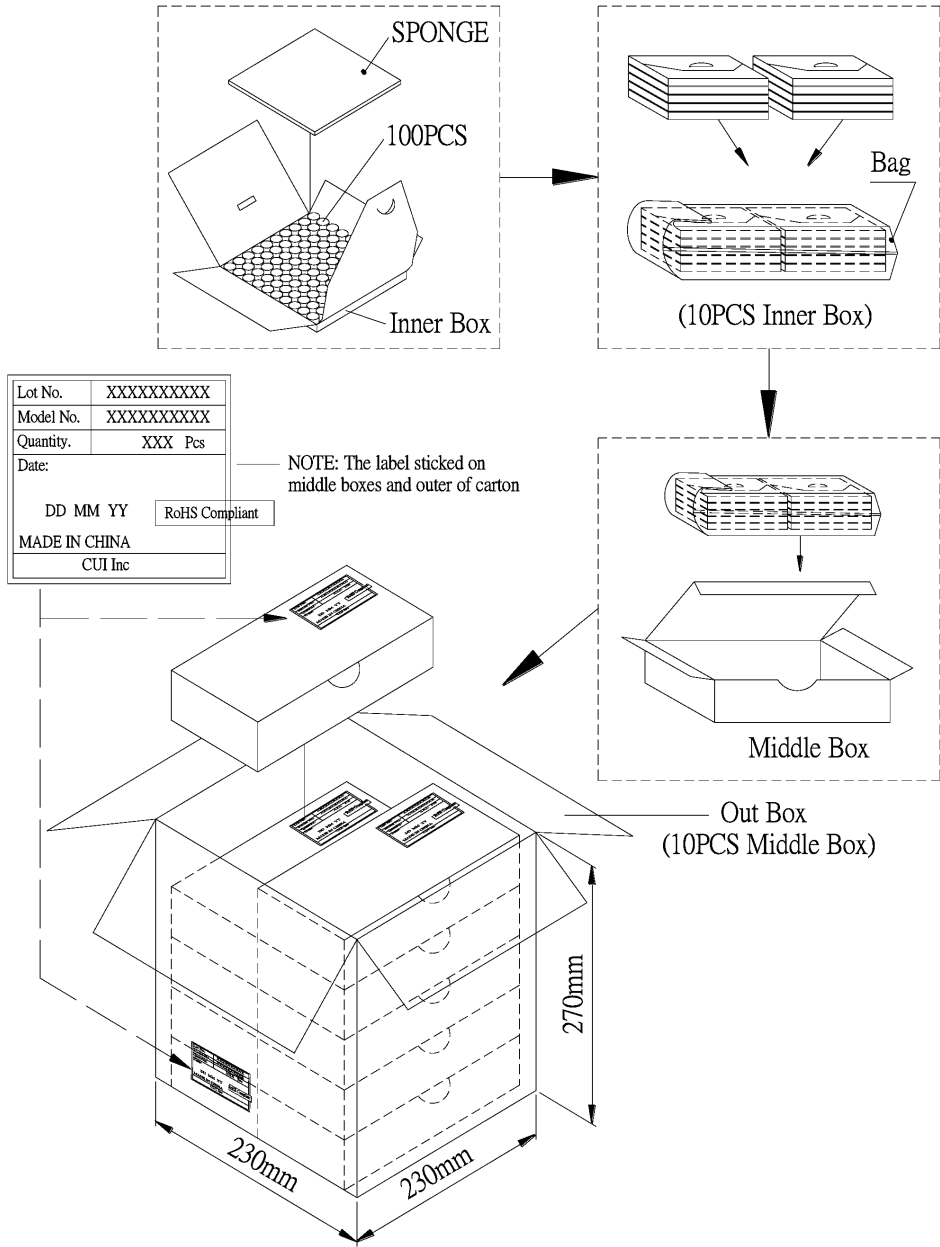 SPONGE
100PCS
Inner Box
Bag
(10PCS Inner Box)
Lot No. XXXXXXXXXX
Model No. XXXXXXXXXX
Quantity. XXX Pcs
Date:
DD MM YY RoHS Compliant
MADE IN CHINA
CUI Inc
NOTE: The label sticked on
middle boxes and outer of carton
Middle Box
Out Box
(10PCS Middle Box)
270mm
230mm
230mm